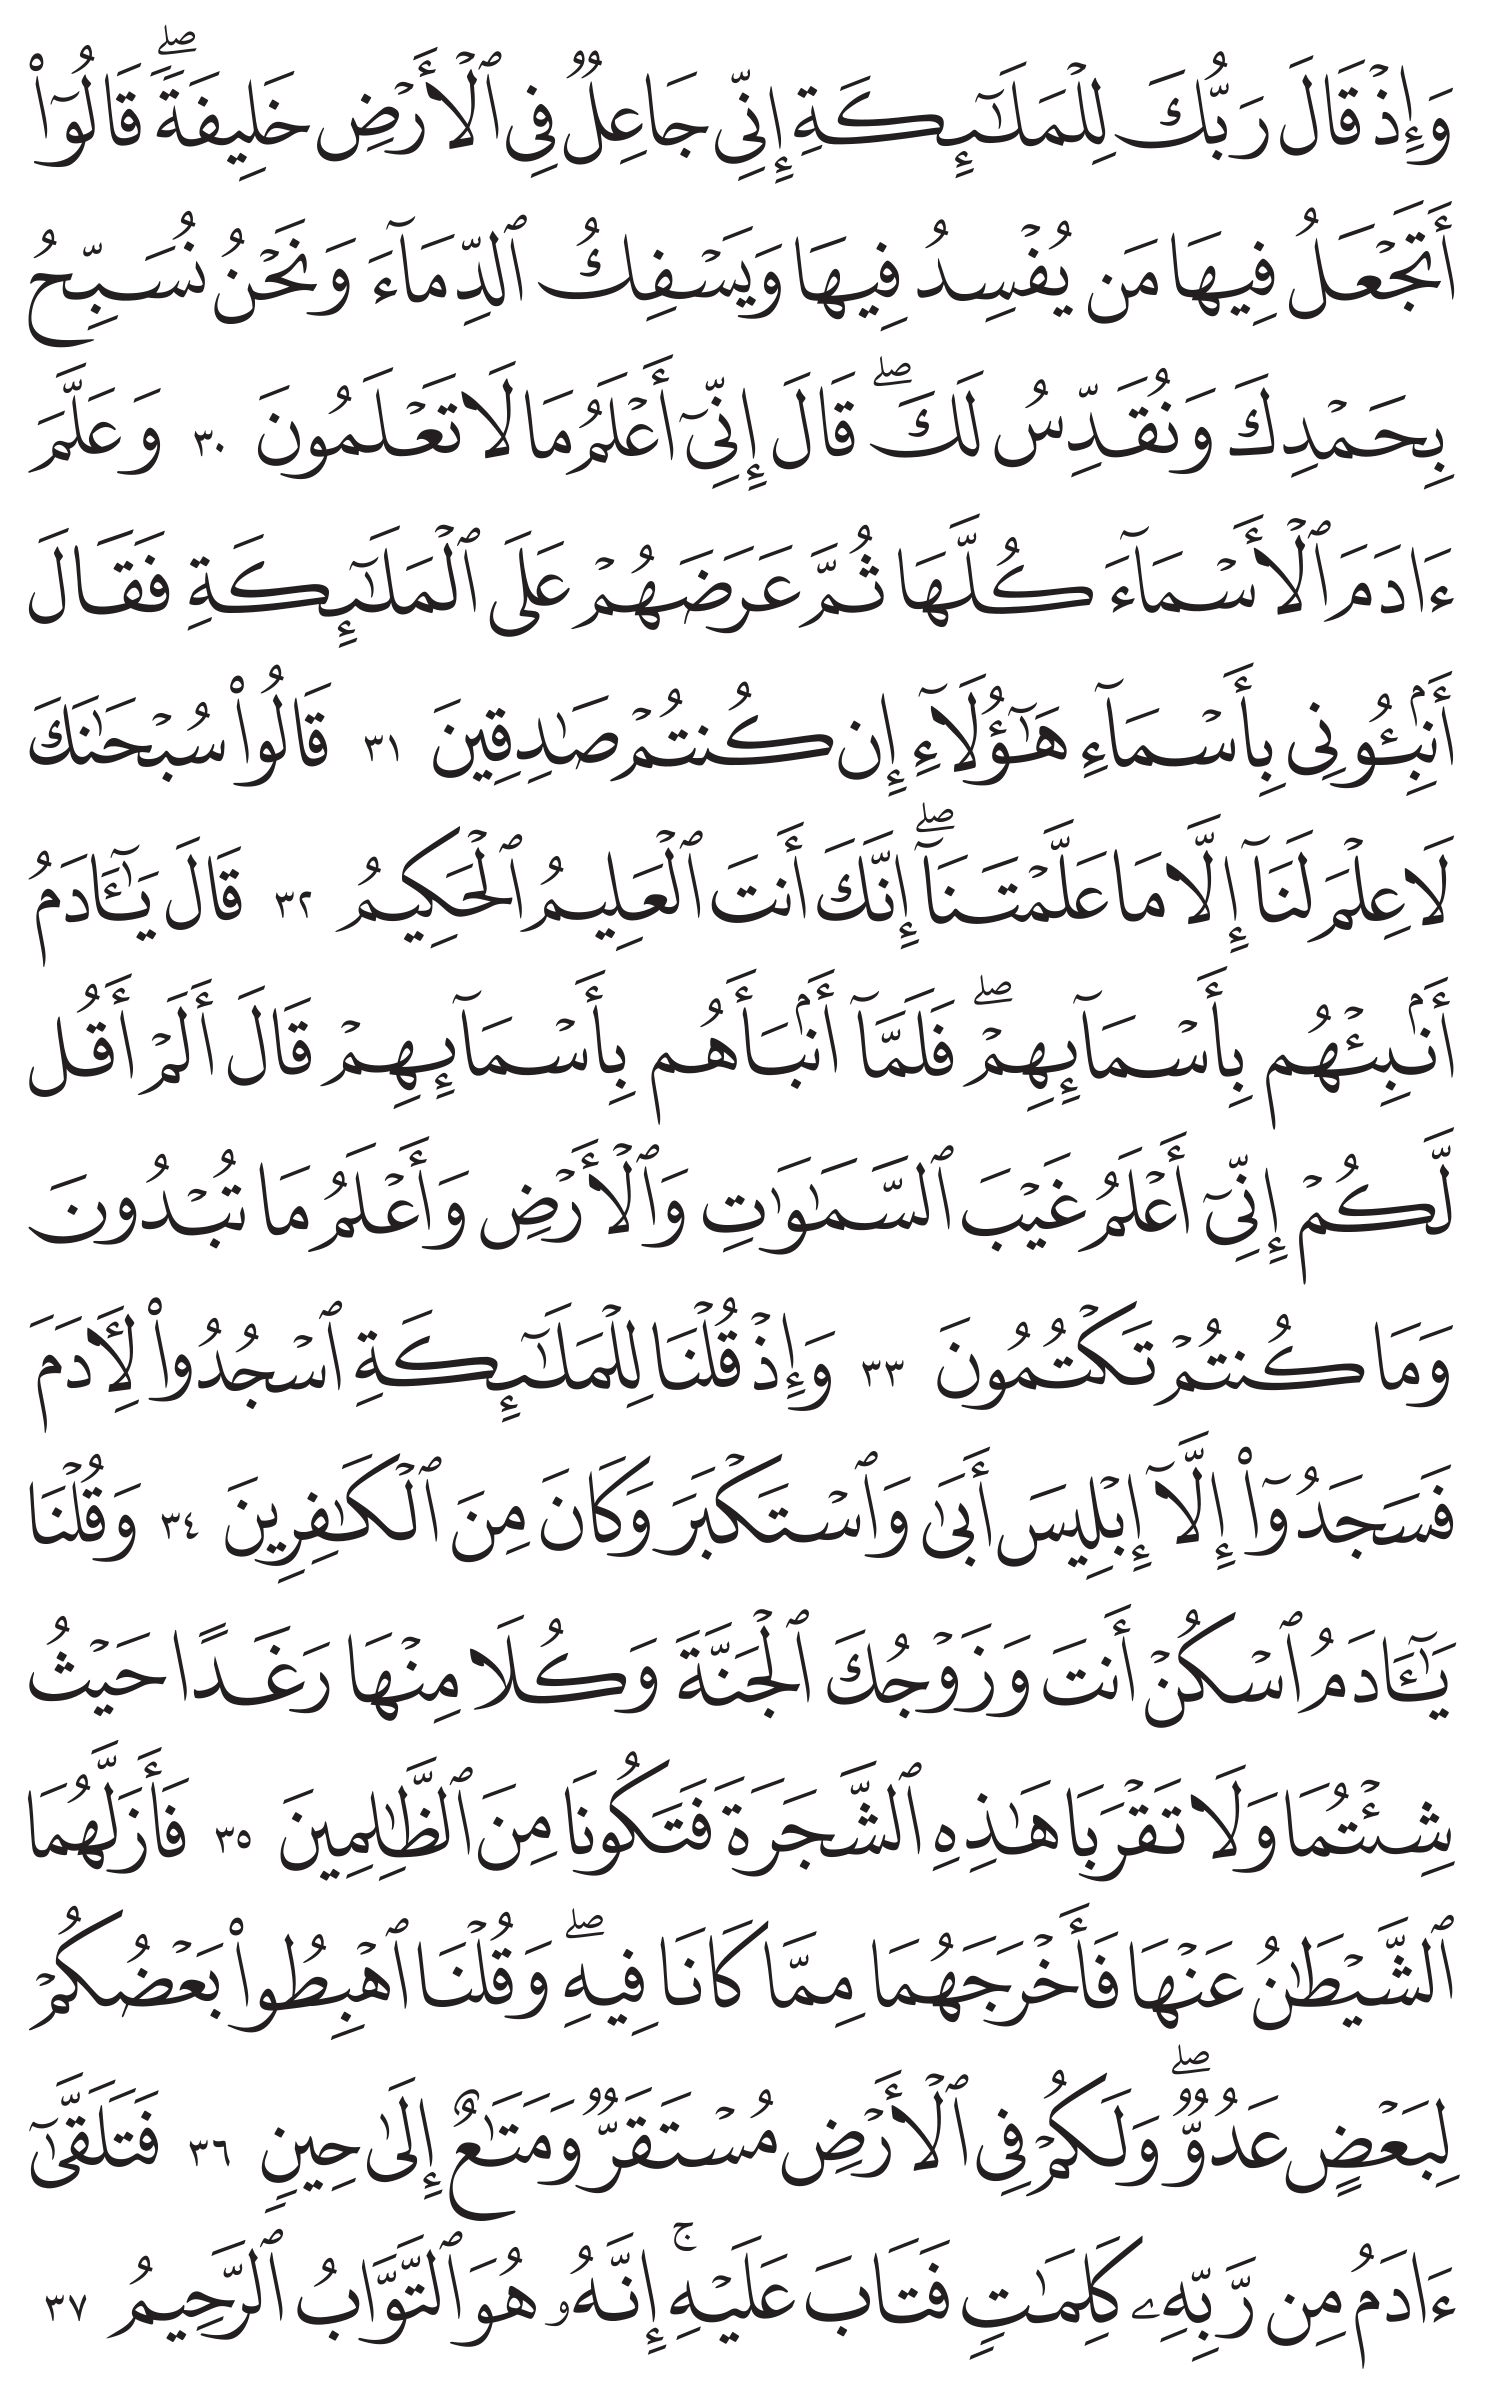 وَإِذۡ قَالَ رَبُّكَ لِلۡمَلَٰٓئِكَةِ إِنِّي جَاعِلٞ فِي ٱلۡأَرۡضِ خَلِيفَةٗۖ قَالُوٓاْ
أَتَجۡعَلُ فِيهَا مَن يُفۡسِدُ فِيهَا وَيَسۡفِكُ ٱلدِّمَآءَ وَنَحۡنُ نُسَبِّحُ
بِحَمۡدِكَ وَنُقَدِّسُ لَكَۖ قَالَ إِنِّيٓ أَعۡلَمُ مَا لَا تَعۡلَمُونَ ٣٠ وَعَلَّمَ
ءَادَمَ ٱلۡأَسۡمَآءَ كُلَّهَا ثُمَّ عَرَضَهُمۡ عَلَى ٱلۡمَلَٰٓئِكَةِ فَقَالَ
أَنۢبِـُٔونِي بِأَسۡمَآءِ هَٰٓؤُلَآءِ إِن كُنتُمۡ صَٰدِقِينَ ٣١ قَالُواْ سُبۡحَٰنَكَ
لَا عِلۡمَ لَنَآ إِلَّا مَا عَلَّمۡتَنَآۖ إِنَّكَ أَنتَ ٱلۡعَلِيمُ ٱلۡحَكِيمُ ٣٢ قَالَ يَٰٓـَٔادَمُ
أَنۢبِئۡهُم بِأَسۡمَآئِهِمۡۖ فَلَمَّآ أَنۢبَأَهُم بِأَسۡمَآئِهِمۡ قَالَ أَلَمۡ أَقُل
لَّكُمۡ إِنِّيٓ أَعۡلَمُ غَيۡبَ ٱلسَّمَٰوَٰتِ وَٱلۡأَرۡضِ وَأَعۡلَمُ مَا تُبۡدُونَ
وَمَا كُنتُمۡ تَكۡتُمُونَ ٣٣ وَإِذۡ قُلۡنَا لِلۡمَلَٰٓئِكَةِ ٱسۡجُدُواْ لِأٓدَمَ
فَسَجَدُوٓاْ إِلَّآ إِبۡلِيسَ أَبَىٰ وَٱسۡتَكۡبَرَ وَكَانَ مِنَ ٱلۡكَٰفِرِينَ ٣٤ وَقُلۡنَا
يَٰٓـَٔادَمُ ٱسۡكُنۡ أَنتَ وَزَوۡجُكَ ٱلۡجَنَّةَ وَكُلَا مِنۡهَا رَغَدًا حَيۡثُ
شِئۡتُمَا وَلَا تَقۡرَبَا هَٰذِهِ ٱلشَّجَرَةَ فَتَكُونَا مِنَ ٱلظَّٰلِمِينَ ٣٥ فَأَزَلَّهُمَا
ٱلشَّيۡطَٰنُ عَنۡهَا فَأَخۡرَجَهُمَا مِمَّا كَانَا فِيهِۖ وَقُلۡنَا ٱهۡبِطُواْ بَعۡضُكُمۡ
لِبَعۡضٍ عَدُوّٞۖ وَلَكُمۡ فِي ٱلۡأَرۡضِ مُسۡتَقَرّٞ وَمَتَٰعٌ إِلَىٰ حِينٖ ٣٦ فَتَلَقَّىٰٓ
ءَادَمُ مِن رَّبِّهِۦ كَلِمَٰتٖ فَتَابَ عَلَيۡهِۚ إِنَّهُۥ هُوَ ٱلتَّوَّابُ ٱلرَّحِيمُ ٣٧